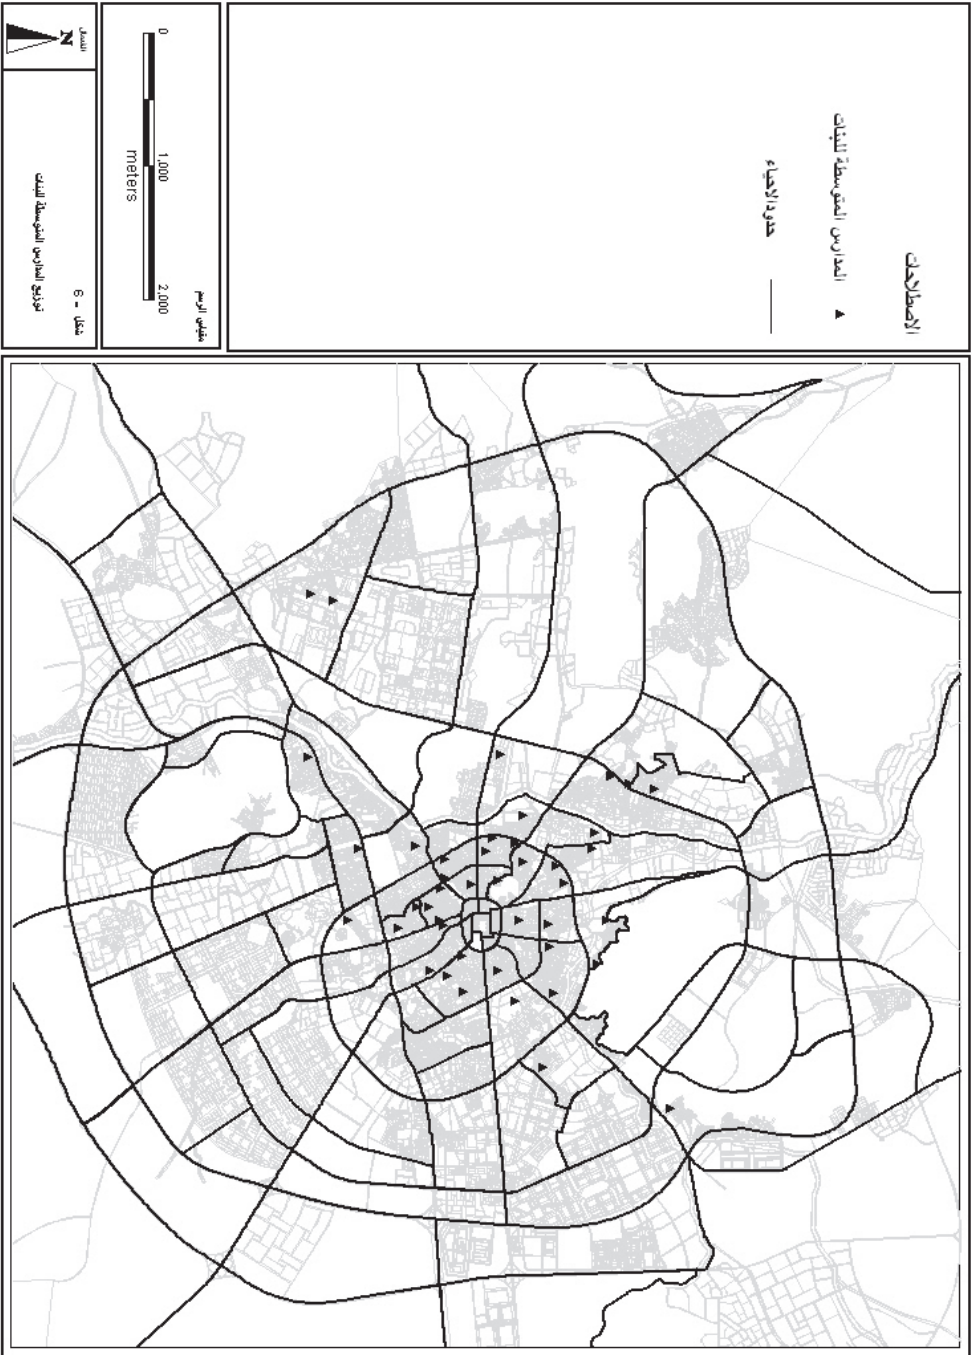 الاصطلاحات
المدارس المتوسطة للبنات
حدود الاحياء
مقياس الرسم
0 1,000 2,000
meters
الشمال
N
شكل - 6
توزيع المدارس المتوسطة للبنات